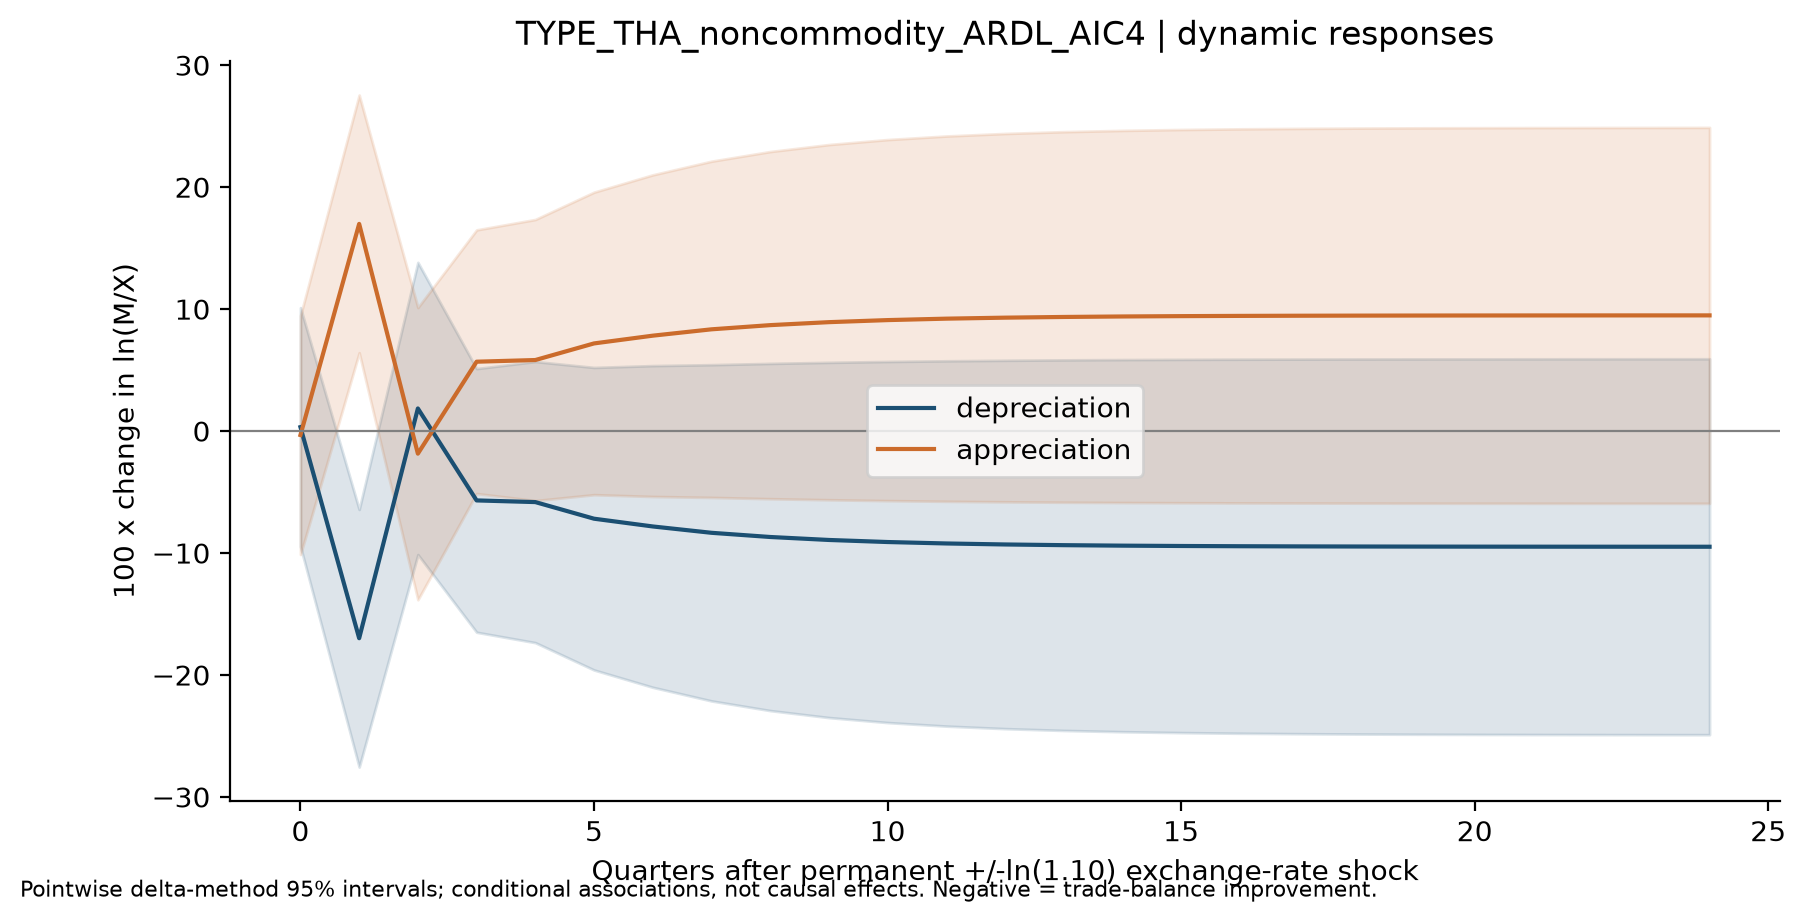 TYPE_THA_noncommodity_ARDL_AIC4 | dynamic responses
30
20
10
0
−10
−20
−30
100 x change in ln(M/X)
depreciation
appreciation
0 5 10 15 20 25
Quarters after permanent +/-ln(1.10) exchange-rate shock
Pointwise delta-method 95% intervals; conditional associations, not causal effects. Negative = trade-balance improvement.